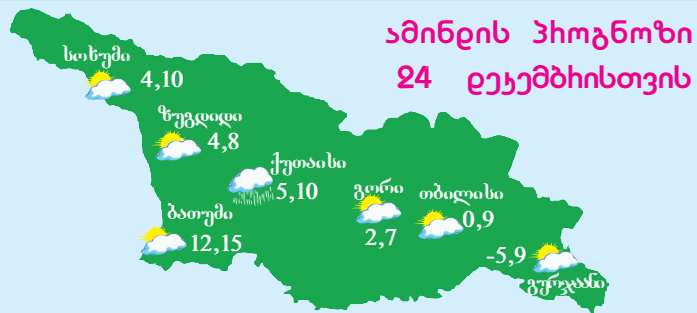 ამინდის პროგნოზი
24 დეკემბრისთვის
სოხუმი
4,10
ზუგდიდი
4,8
ქუთაისი
5,10
გორი
2,7
თბილისი
0,9
ბათუმი
12,15
-5,9
გურჯაანი